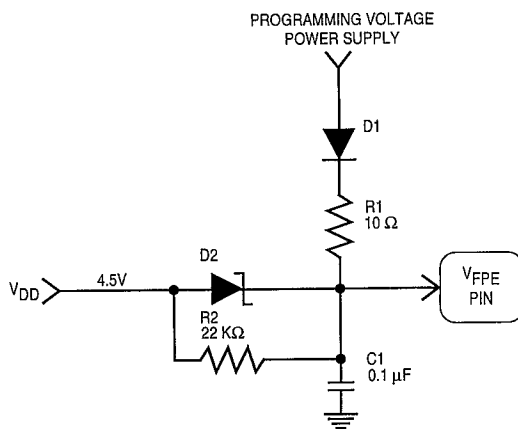 PROGRAMMING VOLTAGE
POWER SUPPLY
D1
R1
10 Ω
D2
VDD
4.5V
R2
22 KΩ
VFPE
PIN
C1
0.1 μF